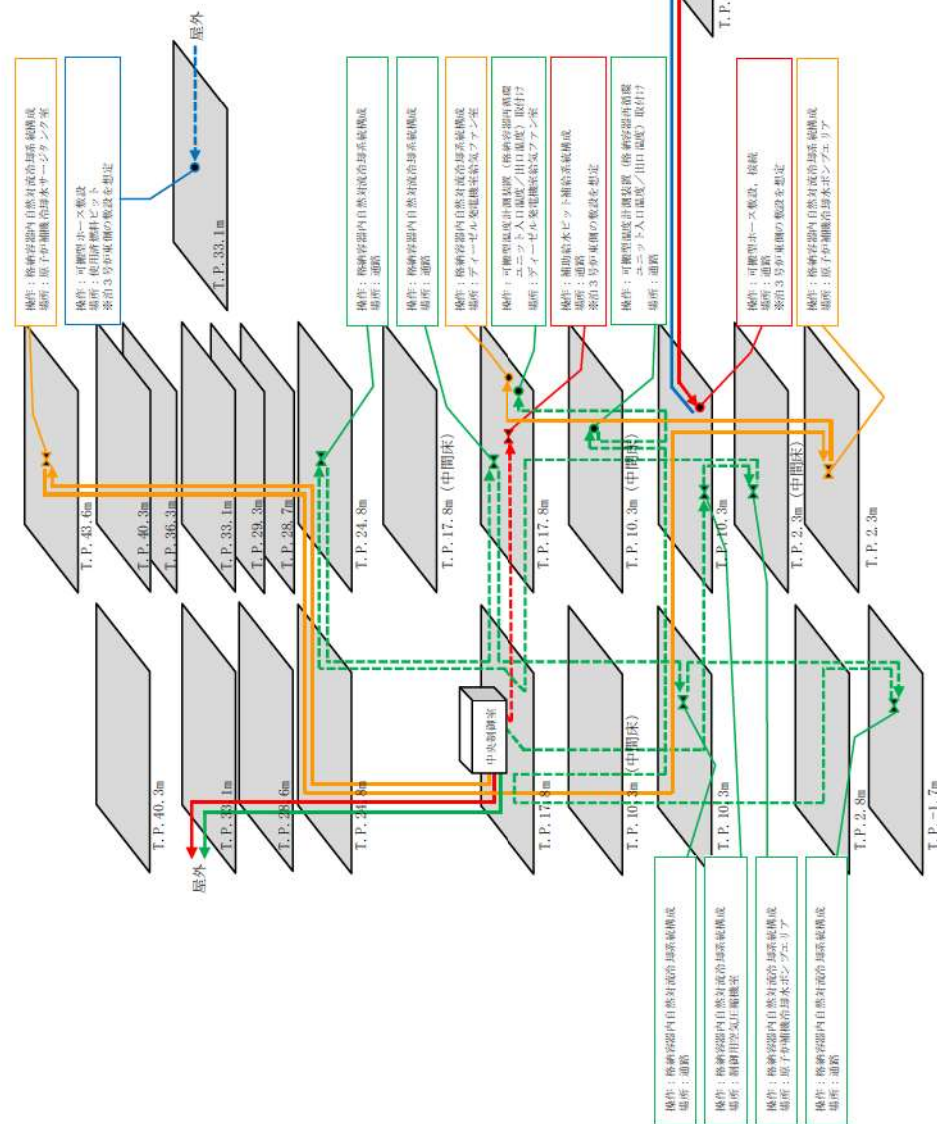 屋外
T.P.33.1m
T.P.
操作：格納容器内自然対流冷却系統構成
場所：原子炉補機冷却水サージタンク室
操作：可搬型ホース敷設
場所：使用済燃料ピット
※泊３号炉東側の敷設を想定
操作：格納容器内自然対流冷却系統構成
場所：通路
操作：格納容器内自然対流冷却系統構成
場所：通路
操作：格納容器内自然対流冷却系統構成
場所：ディーゼル発電機室給気ファン室
操作：可搬型温度計測装置（格納容器再循環
ユニット入口温度／出口温度）取付け
場所：ディーゼル発電機室給気ファン室
操作：補助給水ピット補給系統構成
場所：通路
※泊３号炉東側の敷設を想定
操作：可搬型温度計測装置（格納容器再循環
ユニット入口温度／出口温度）取付け
場所：通路
操作：可搬型ホース敷設，接続
場所：通路
※泊３号炉東側の敷設を想定
操作：格納容器内自然対流冷却系統構成
場所：原子炉補機冷却水ポンプエリア
T.P.43.6m
T.P.40.3m
T.P.36.3m
T.P.33.1m
T.P.29.3m
T.P.28.7m
T.P.24.8m
T.P.17.8m（中間床）
T.P.17.8m
T.P.10.3m（中間床）
T.P.10.3m
T.P.2.3m（中間床）
T.P.2.3m
屋外
T.P.40.3m
T.P.33.1m
T.P.28.6m
T.P.24.8m
中央制御室
T.P.17.8m
T.P.10.3m（中間床）
T.P.10.3m
T.P.2.8m
T.P.-1.7m
操作：格納容器内自然対流冷却系統構成
場所：通路
操作：格納容器内自然対流冷却系統構成
場所：制御用空気圧縮機室
操作：格納容器内自然対流冷却系統構成
場所：原子炉補機冷却水ポンプエリア
操作：格納容器内自然対流冷却系統構成
場所：通路